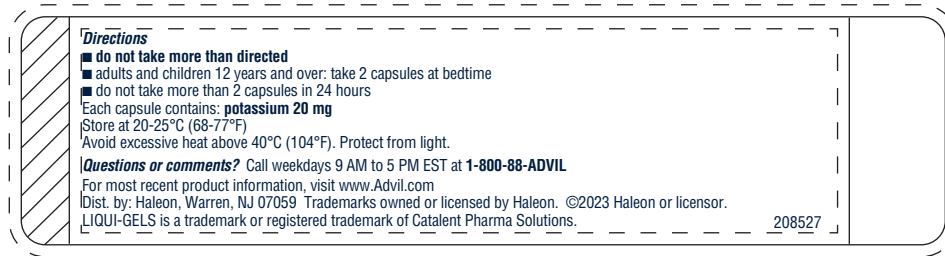 Directions
■ do not take more than directed
■ adults and children 12 years and over: take 2 capsules at bedtime
■ do not take more than 2 capsules in 24 hours
Each capsule contains: potassium 20 mg
Store at 20-25°C (68-77°F)
Avoid excessive heat above 40°C (104°F). Protect from light.
Questions or comments? Call weekdays 9 AM to 5 PM EST at 1-800-88-ADVIL
For most recent product information, visit www.Advil.com
Dist. by: Haleon, Warren, NJ 07059 Trademarks owned or licensed by Haleon. ©2023 Haleon or licensor.
LIQUI-GELS is a trademark or registered trademark of Catalent Pharma Solutions. 208527